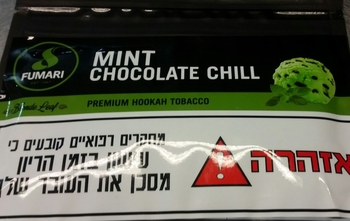 FUMARI
MINT
CHOCOLATE CHILL
PREMIUM HOOKAH TOBACCO
אזהרה
מחקרים רפואיים קובעים כי
עישון בזמן הריון
מסכן את העובר שלך